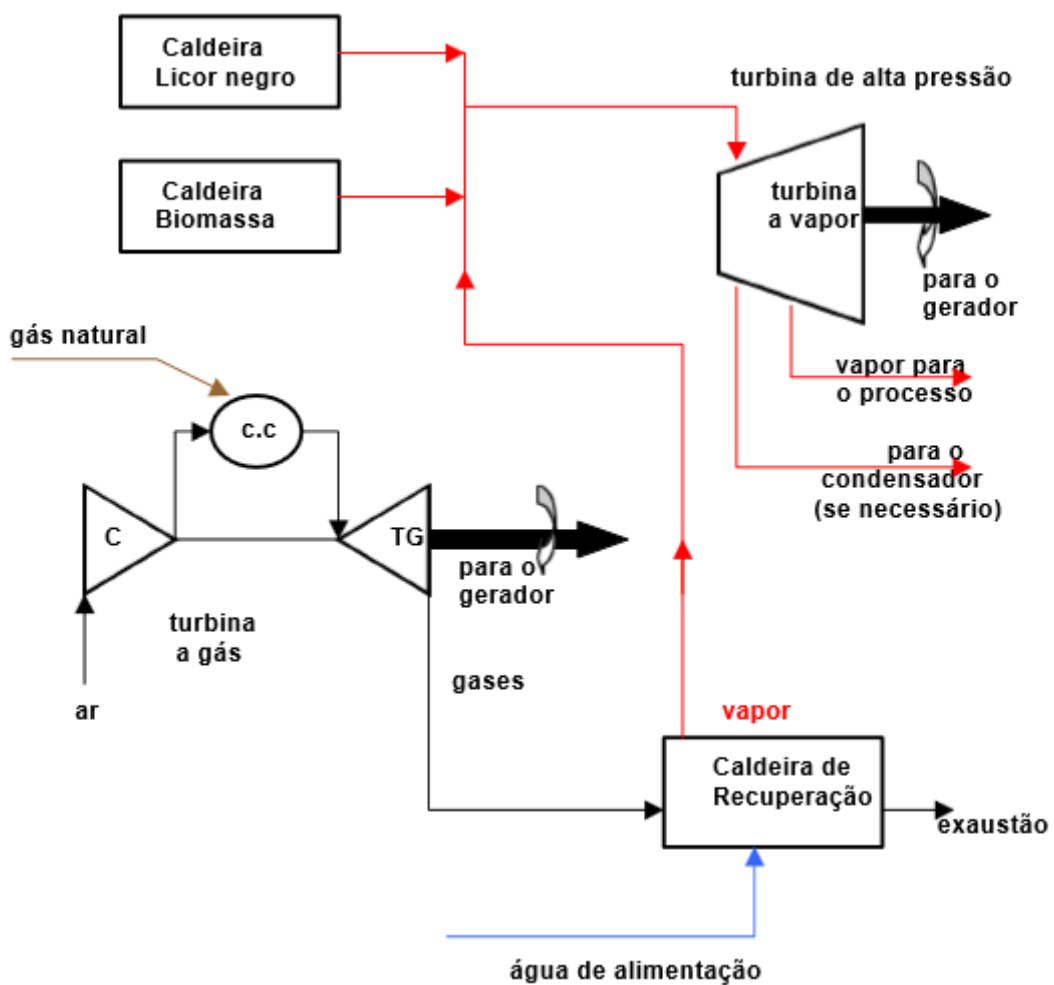 Caldeira
Licor negro
turbina de alta pressão
Caldeira
Biomassa
turbina
a vapor
para o
gerador
gás natural
vapor para
o processo
c.c
para o
condensador
(se necessário)
C
TG
para o
gerador
turbina
a gás
gases
ar
vapor
Caldeira de
Recuperação
exaustão
água de alimentação